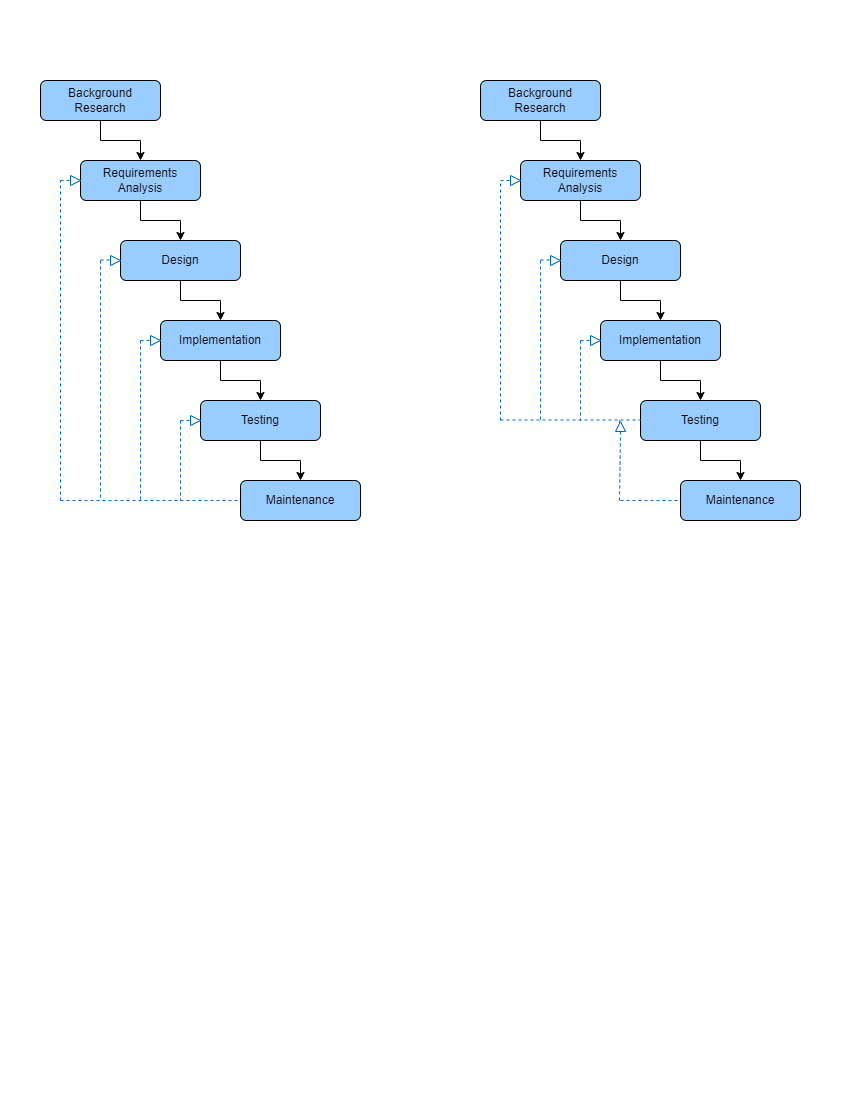 Background
Research
Requirements
Analysis
Design
Implementation
Testing
Maintenance
Background
Research
Requirements
Analysis
Design
Implementation
Testing
Maintenance